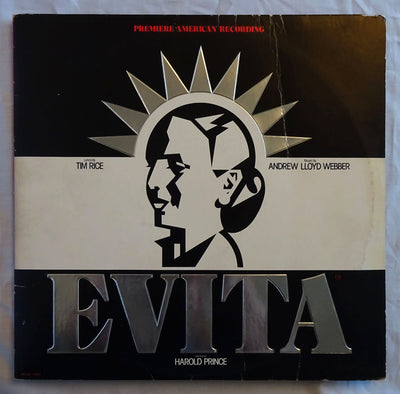 PREMIERE AMERICAN RECORDING
TIM RICE
ANDREW LLOYD WEBBER
EVITA
HAROLD PRINCE